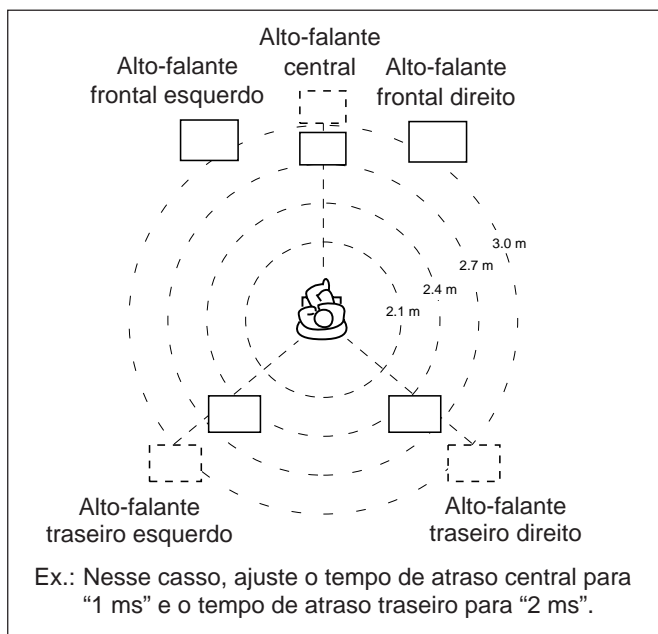 Alto-falante
central
Alto-falante
frontal esquerdo
Alto-falante
frontal direito
3.0 m
2.7 m
2.4 m
2.1 m
Alto-falante
traseiro esquerdo
Alto-falante
traseiro direito
Ex.: Nesse casso, ajuste o tempo de atraso central para
“1 ms” e o tempo de atraso traseiro para “2 ms”.